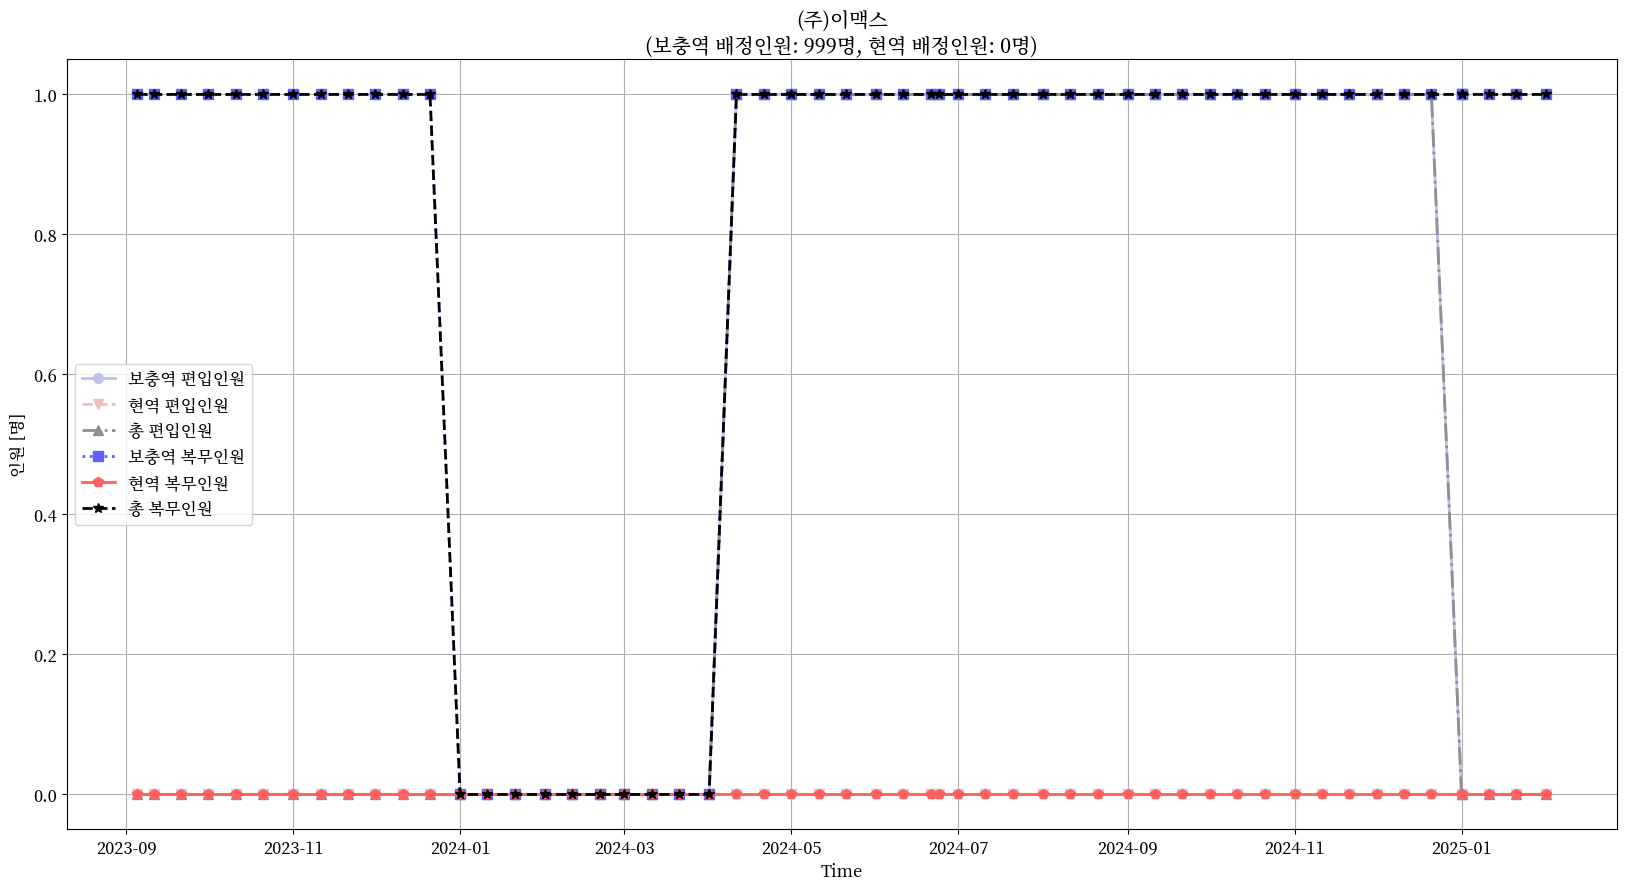 (주)이맥스
(보충역 배정인원: 999명, 현역 배정인원: 0명)
1.0
0.8
0.6
0.4
0.2
0.0
인원 [명]
보충역 편입인원
현역 편입인원
총 편입인원
보충역 복무인원
현역 복무인원
총 복무인원
2023-09
2023-11
2024-01
2024-03
2024-05
2024-07
2024-09
2024-11
2025-01
Time